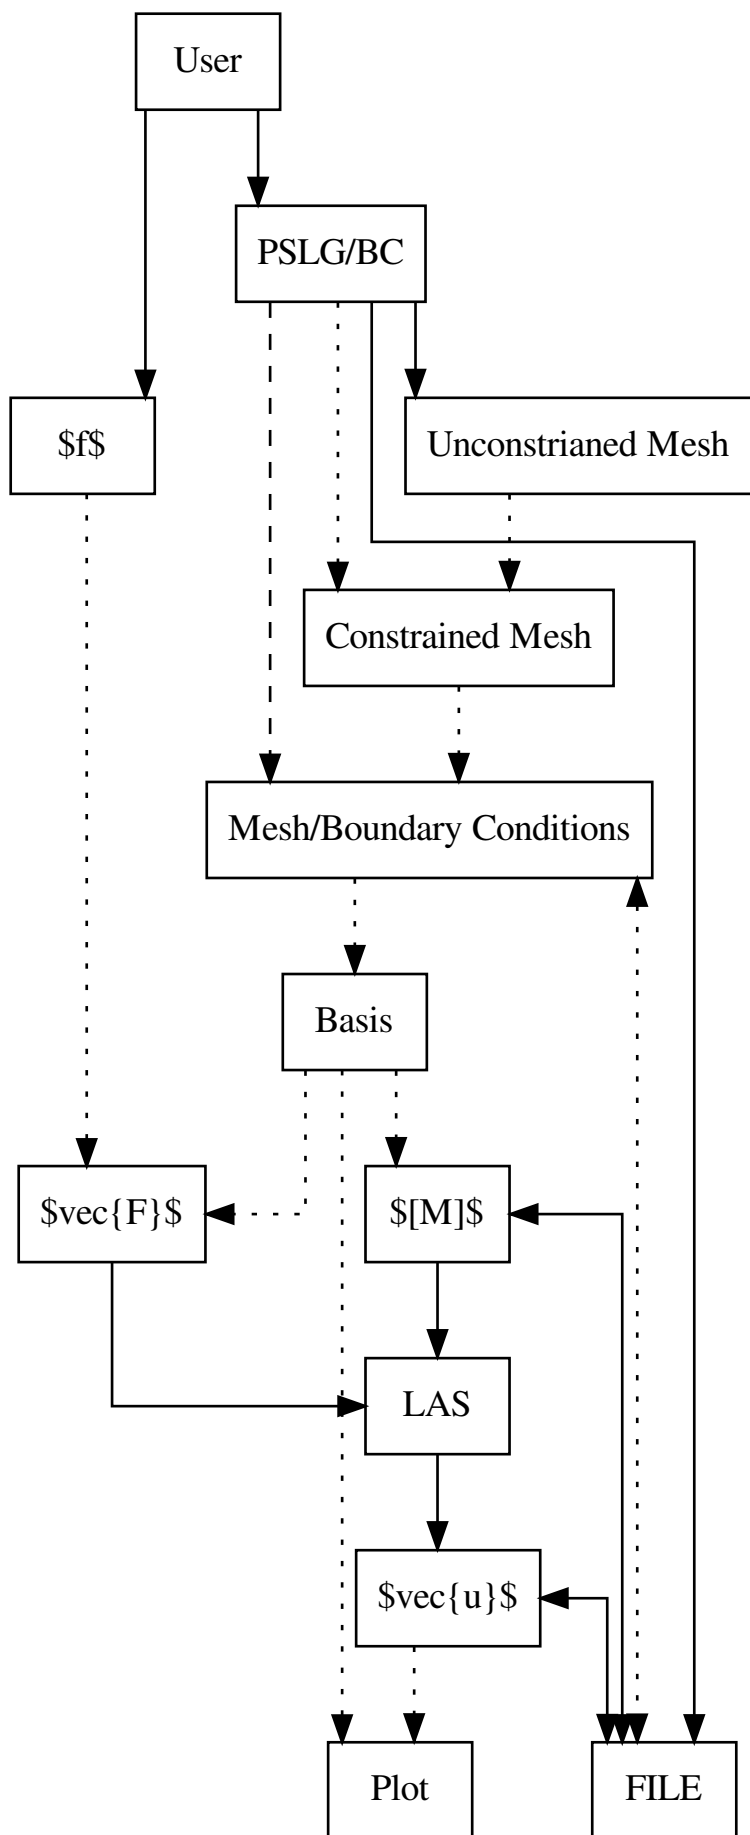 User
PSLG/BC
$f$
Unconstrianed Mesh
Constrained Mesh
Mesh/Boundary Conditions
Basis
$vec{F}$
$[M]$
LAS
$vec{u}$
Plot
FILE